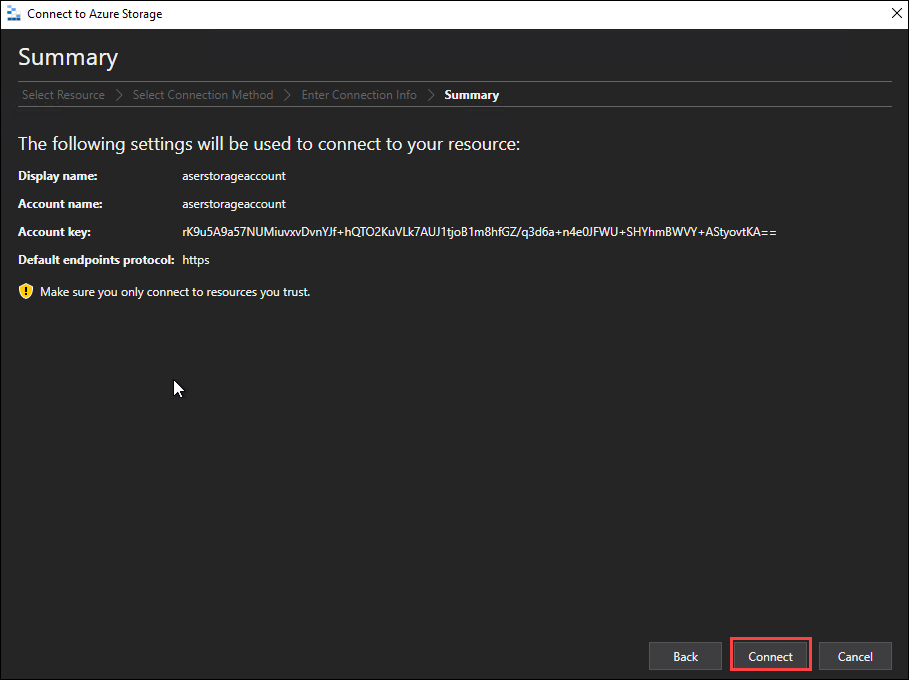 Connect to Azure Storage
Summary
Select Resource > Select Connection Method > Enter Connection Info > Summary
The following settings will be used to connect to your resource:
Display name: aserstorageaccount
Account name: aserstorageaccount
Account key: rK9u5A9a57NUMiuvxvDvnYJf+hQTO2KuVLk7AUJ1tjoB1m8hfGZ/q3d6a+n4e0JFWU+SHYhmBWVY+AStyovtKA==
Default endpoints protocol: https
Make sure you only connect to resources you trust.
Back Connect Cancel